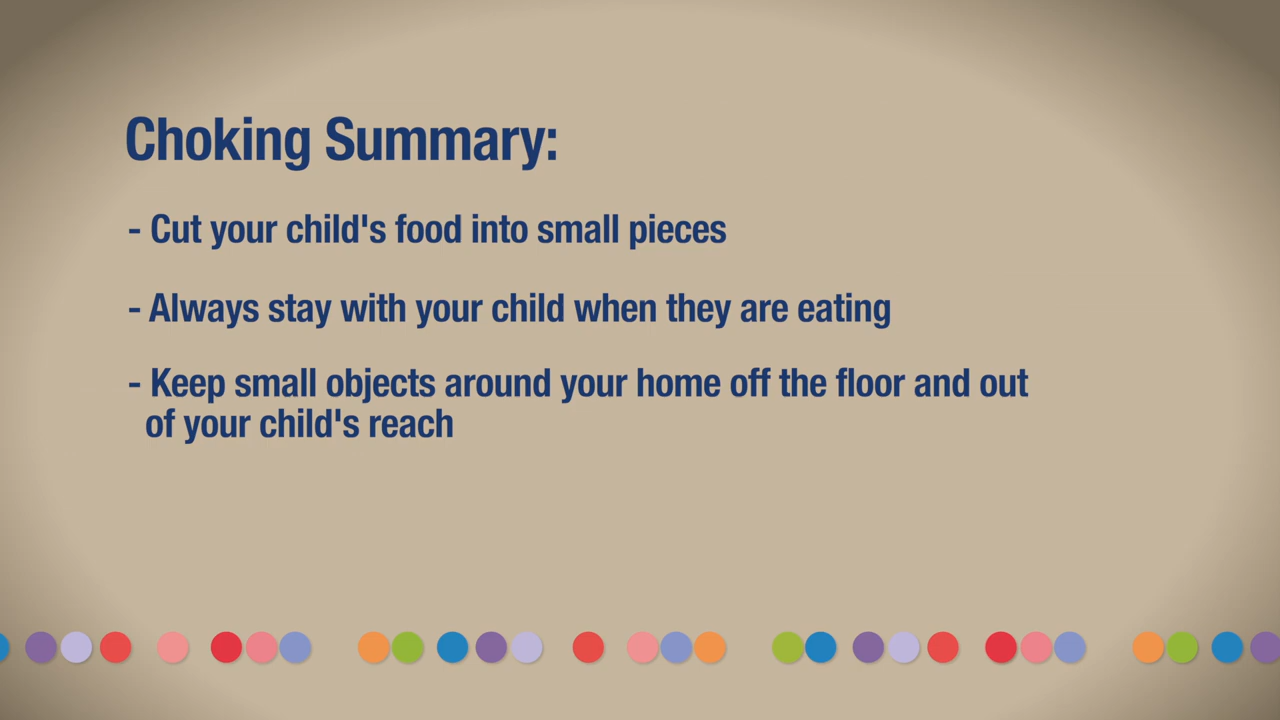 Choking Summary:
- Cut your child's food into small pieces
- Always stay with your child when they are eating
- Keep small objects around your home off the floor and out
of your child's reach